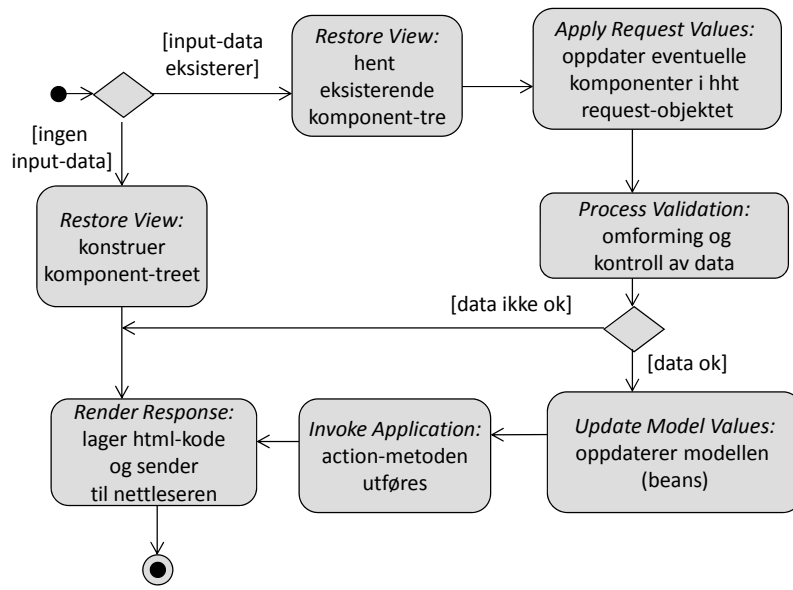 [input-data
eksisterer]
Restore View:
hent
eksisterende
komponent-tre
Apply Request Values:
oppdater eventuelle
komponenter i hht
request-objektet
[ingen
input-data]
Restore View:
konstruer
komponent-treet
Process Validation:
omforming og
kontroll av data
[data ikke ok]
[data ok]
Render Response:
lager html-kode
og sender
til nettleseren
Invoke Application:
action-metoden
utføres
Update Model Values:
oppdaterer modellen
(beans)